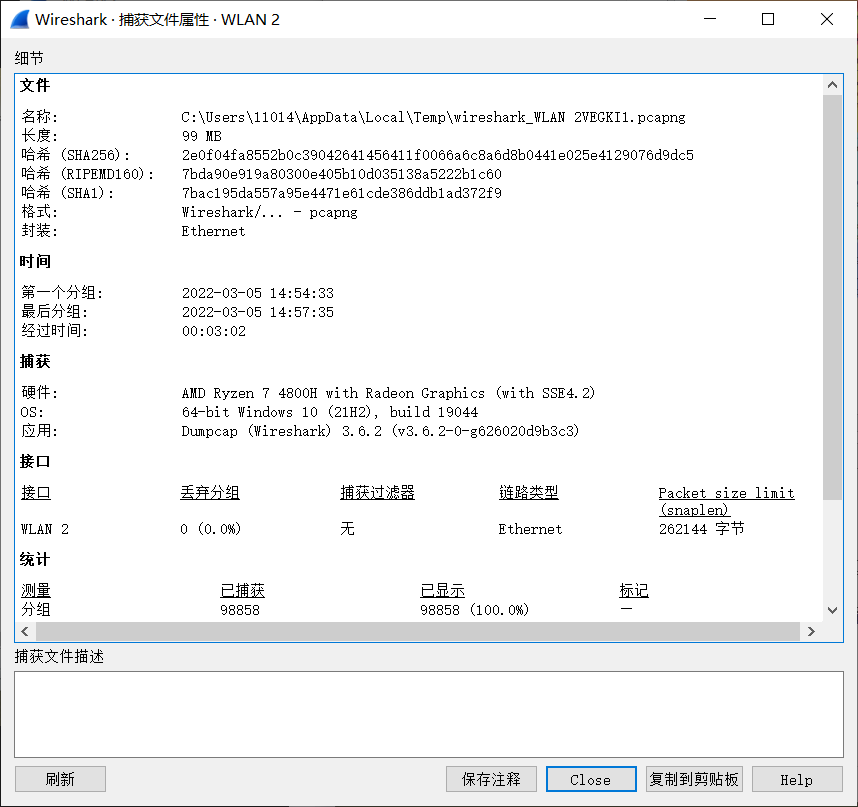 Wireshark · 捕获文件属性 · WLAN 2
细节
文件
名称: C:\Users\11014\AppData\Local\Temp\wireshark_WLAN 2VEGKI1.pcapng
长度: 99 MB
哈希 (SHA256): 2e0f04fa8552b0c39042641456411f0066a6c8a6d8b0441e025e4129076d9dc5
哈希 (RIPEMD160): 7bda90e919a80300e405b10d035138a5222b1c60
哈希 (SHA1): 7bac195da557a95e4471e61cde386ddb1ad372f9
格式: Wireshark/... - pcapng
封装: Ethernet
时间
第一个分组: 2022-03-05 14:54:33
最后分组: 2022-03-05 14:57:35
经过时间: 00:03:02
捕获
硬件: AMD Ryzen 7 4800H with Radeon Graphics (with SSE4.2)
OS: 64-bit Windows 10 (21H2), build 19044
应用: Dumpcap (Wireshark) 3.6.2 (v3.6.2-0-g626020d9b3c3)
接口
接口 丢弃分组 捕获过滤器 链路类型 Packet size limit
(snaplen)
WLAN 2 0 (0.0%) 无 Ethernet 262144 字节
统计
测量 已捕获 已显示 标记
分组 98858 98858 (100.0%) —
捕获文件描述
刷新 保存注释 Close 复制到剪贴板 Help